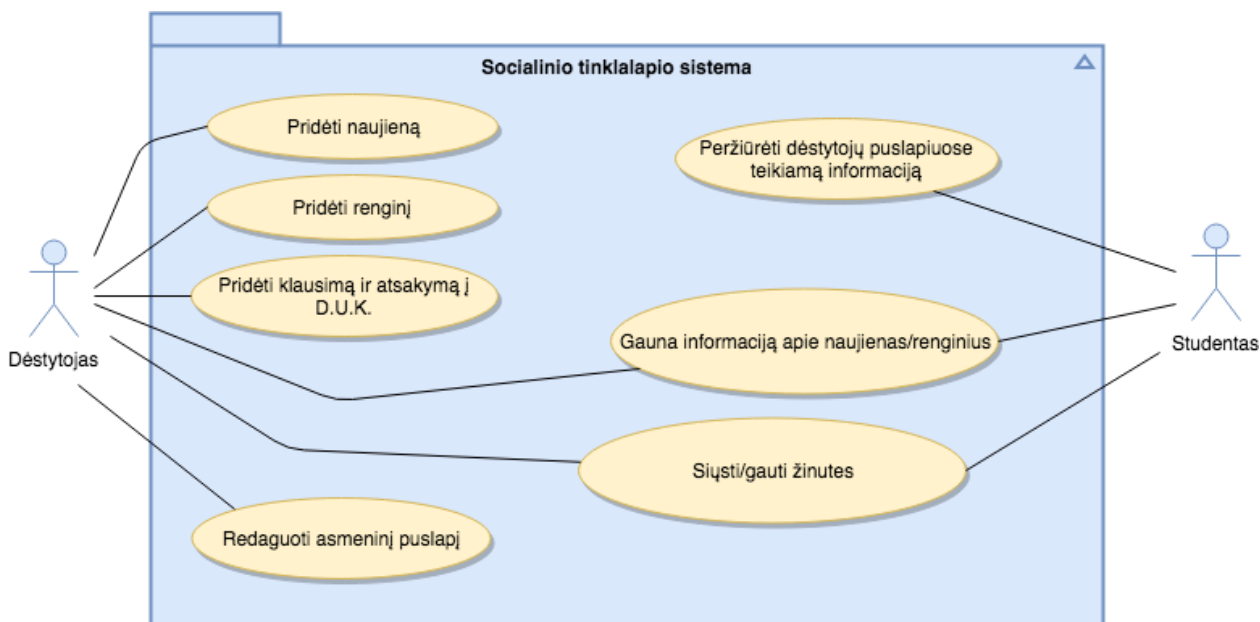 Socialinio tinklalapio sistema
Pridėti naujieną
Peržiūrėti dėstytojų puslapiuose
teikiamą informaciją
Pridėti renginį
Pridėti klausimą ir atsakymą į
D.U.K.
Gauna informaciją apie naujienas/renginius
Dėstytojas
Studentas
Siųsti/gauti žinutes
Redaguoti asmeninį puslapį